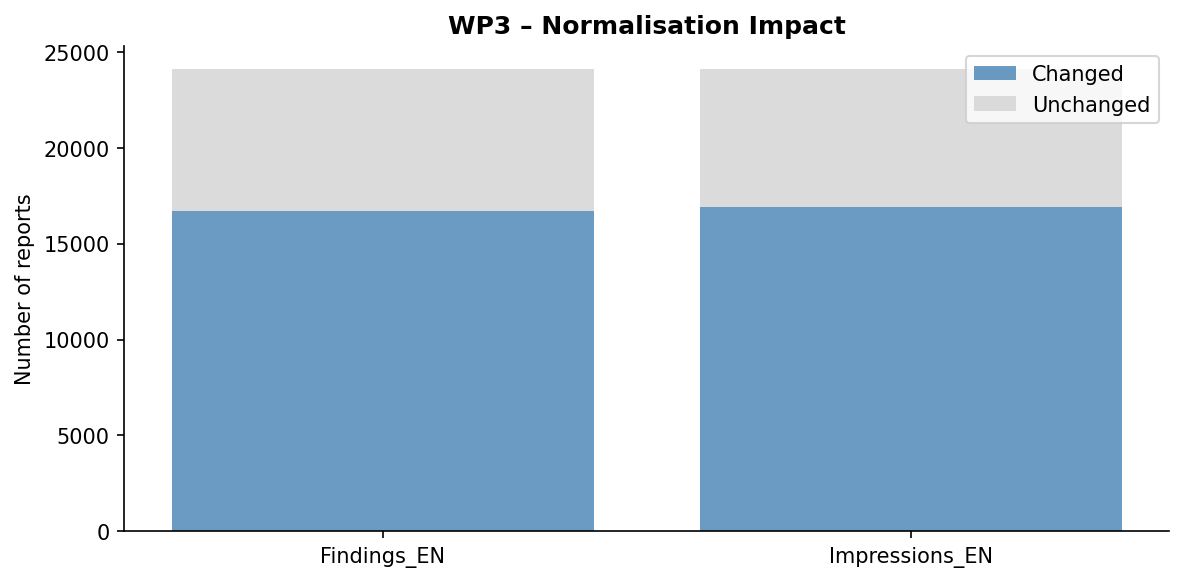 WP3 – Normalisation Impact
25000
20000
15000
10000
5000
0
Number of reports
Changed
Unchanged
Findings_EN
Impressions_EN